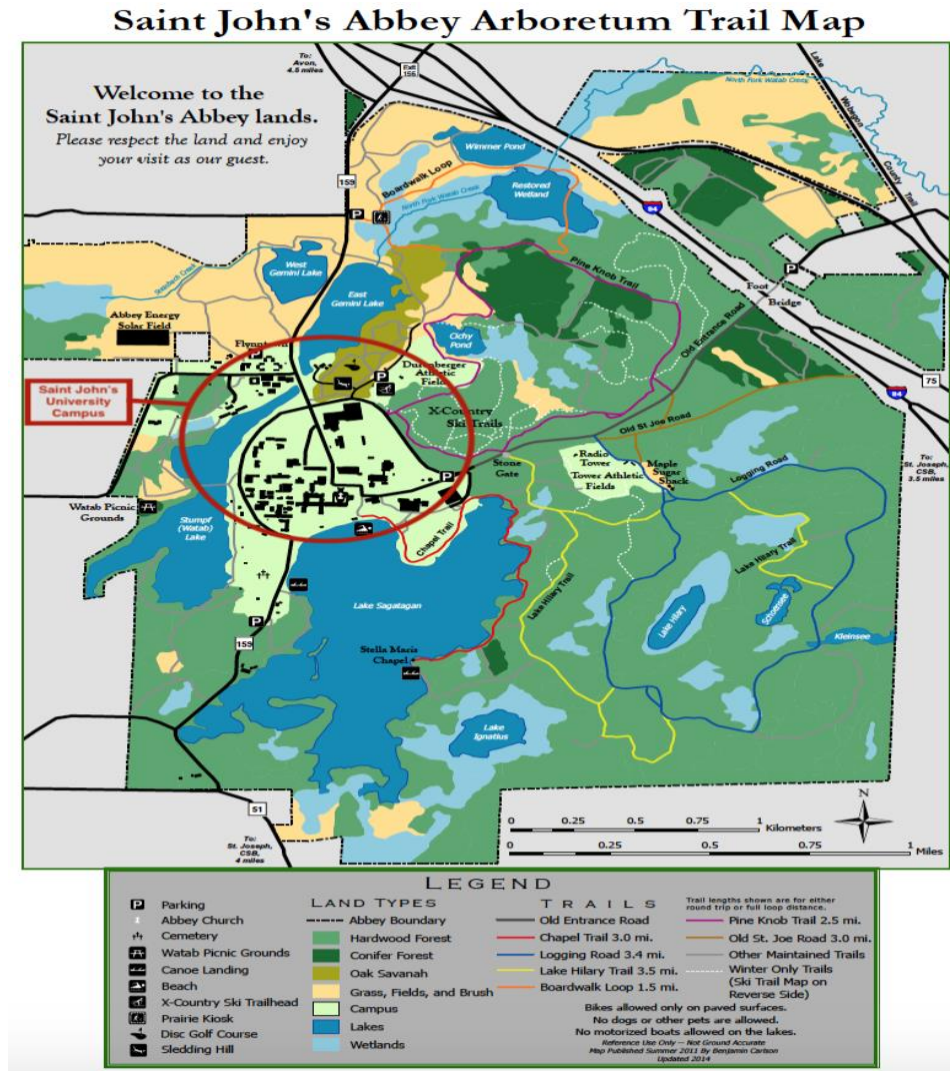 Saint John's Abbey Arboretum Trail Map
To:
Avon,
4.5 miles
Exit
156
Lake
Wobegon
County
Trail
North Fork Watab Creek
Welcome to the
Saint John's Abbey lands.
Please respect the land and enjoy
your visit as our guest.
Wimmer Pond
Boardwalk Loop
159
North Fork Watab Creek
Restored
Wetland
P
94
West
Gemini Lake
East
Gemini Lake
Pine Knob Trail
P
Foot
Bridge
Abbey Energy
Solar Field
Flynntown
P
Cichy
Pond
Old Entrance Road
Durenberger
Athletic
Fields
P
75
94
Saint John's
University
Campus
X-Country
Ski Trails
Old St Joe Road
To:
St. Joseph,
CSB,
3.5 miles
Stone
Gate
Radio
Tower
Tower Athletic
Fields
Maple
Sugar
Shack
Logging Road
P
Watab Picnic
Grounds
Stumpf
(Watab)
Lake
Chapel Trail
Lake Hilary Trail
Lake Hilary Trail
Lake Sagatagan
Lake Hilary
Schoensee
Kleinsee
P
159
Stella Maris
Chapel
Lake
Ignatius
51
To:
St. Joseph,
CSB,
4 miles
N
0 0.25 0.5 1
Kilometers
0 0.25 0.5 0.75 1
Miles
LEGEND
P Parking
Abbey Church
Cemetery
Watab Picnic Grounds
Canoe Landing
Beach
X-Country Ski Trailhead
Prairie Kiosk
Disc Golf Course
Sledding Hill
LAND TYPES
Abbey Boundary
Hardwood Forest
Conifer Forest
Oak Savanah
Grass, Fields, and Brush
Campus
Lakes
Wetlands
TRAILS
Old Entrance Road
Chapel Trail 3.0 mi.
Logging Road 3.4 mi.
Lake Hilary Trail 3.5 mi.
Boardwalk Loop 1.5 mi.
Trail lengths shown are for either
round trip or full loop distance.
Pine Knob Trail 2.5 mi.
Old St. Joe Road 3.0 mi.
Other Maintained Trails
Winter Only Trails
(Ski Trail Map on
Reverse Side)
Bikes allowed only on paved surfaces.
No dogs or other pets are allowed.
No motorized boats allowed on the lakes.
Reference Use Only -- Not Ground Accurate
Map Published Summer 2011 By Benjamin Carlson
Updated 2014